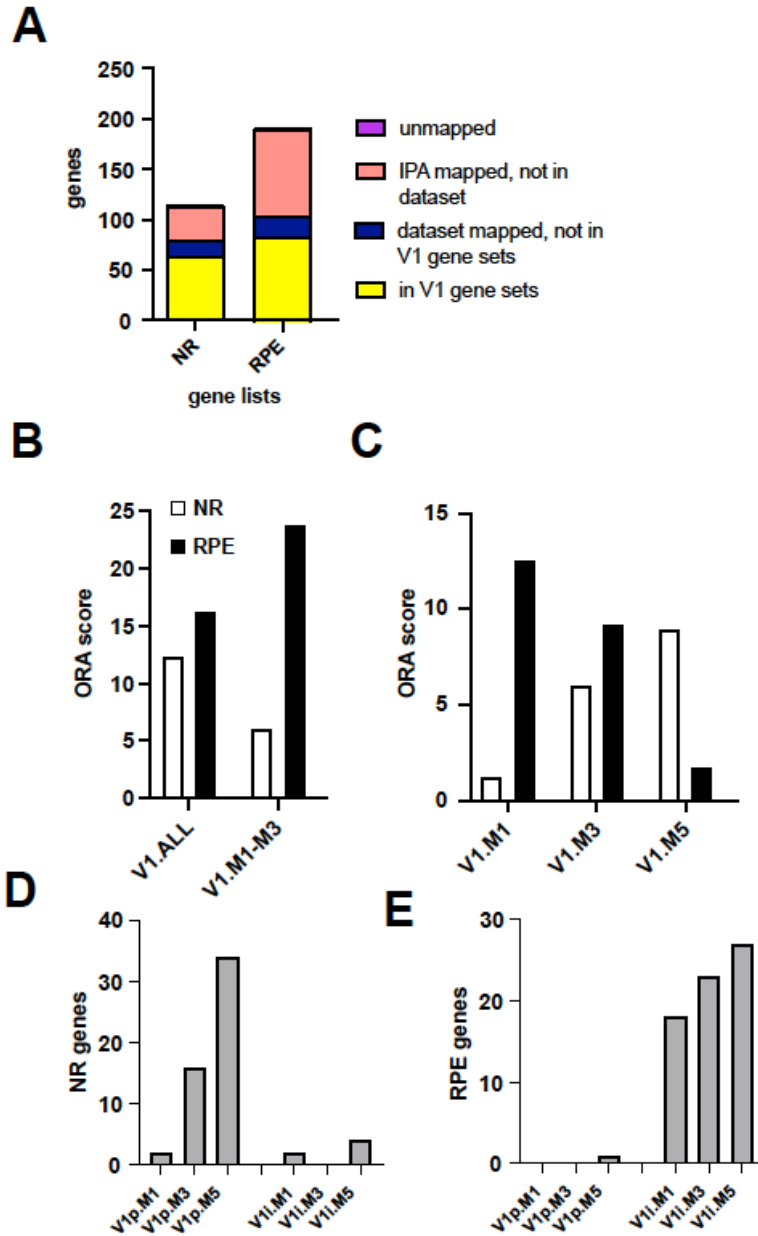 A
250
200
150
100
50
0
genes
NR
RPE
gene lists
unmapped
IPA mapped, not in
dataset
dataset mapped, not in
V1 gene sets
in V1 gene sets
B
25
20
15
10
5
0
ORA score
NR
RPE
V1.ALL
V1.M1-M3
C
15
10
5
0
ORA score
V1.M1
V1.M3
V1.M5
D
40
30
20
10
0
NR genes
V1p.M1
V1p.M3
V1p.M5
V1i.M1
V1i.M3
V1i.M5
E
30
20
10
0
RPE genes
V1p.M1
V1p.M3
V1p.M5
V1i.M1
V1i.M3
V1i.M5